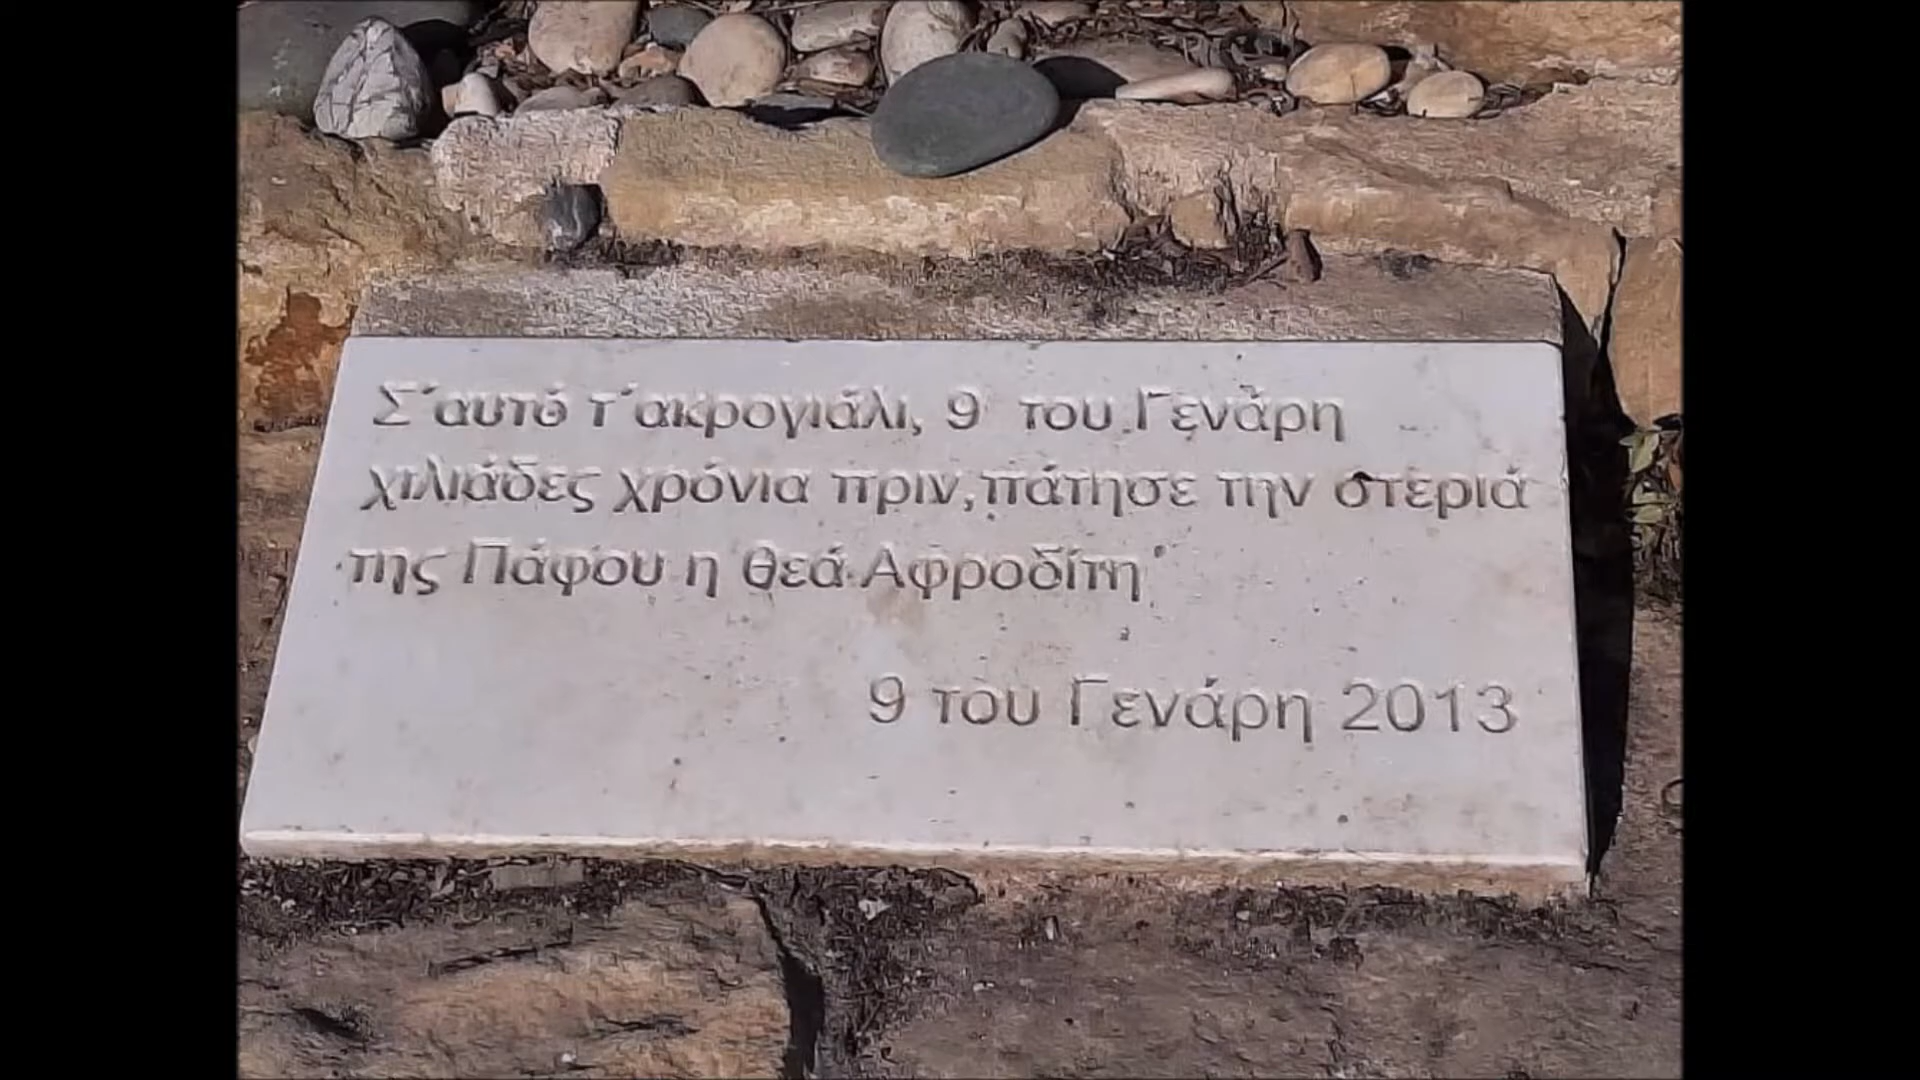 Σ΄αυτό τ΄ακρογιάλι, 9 του Γενάρη
χιλιάδες χρόνια πριν,πάτησε την στεριά
της Πάφου η θεά Αφροδίτη
9 του Γενάρη 2013